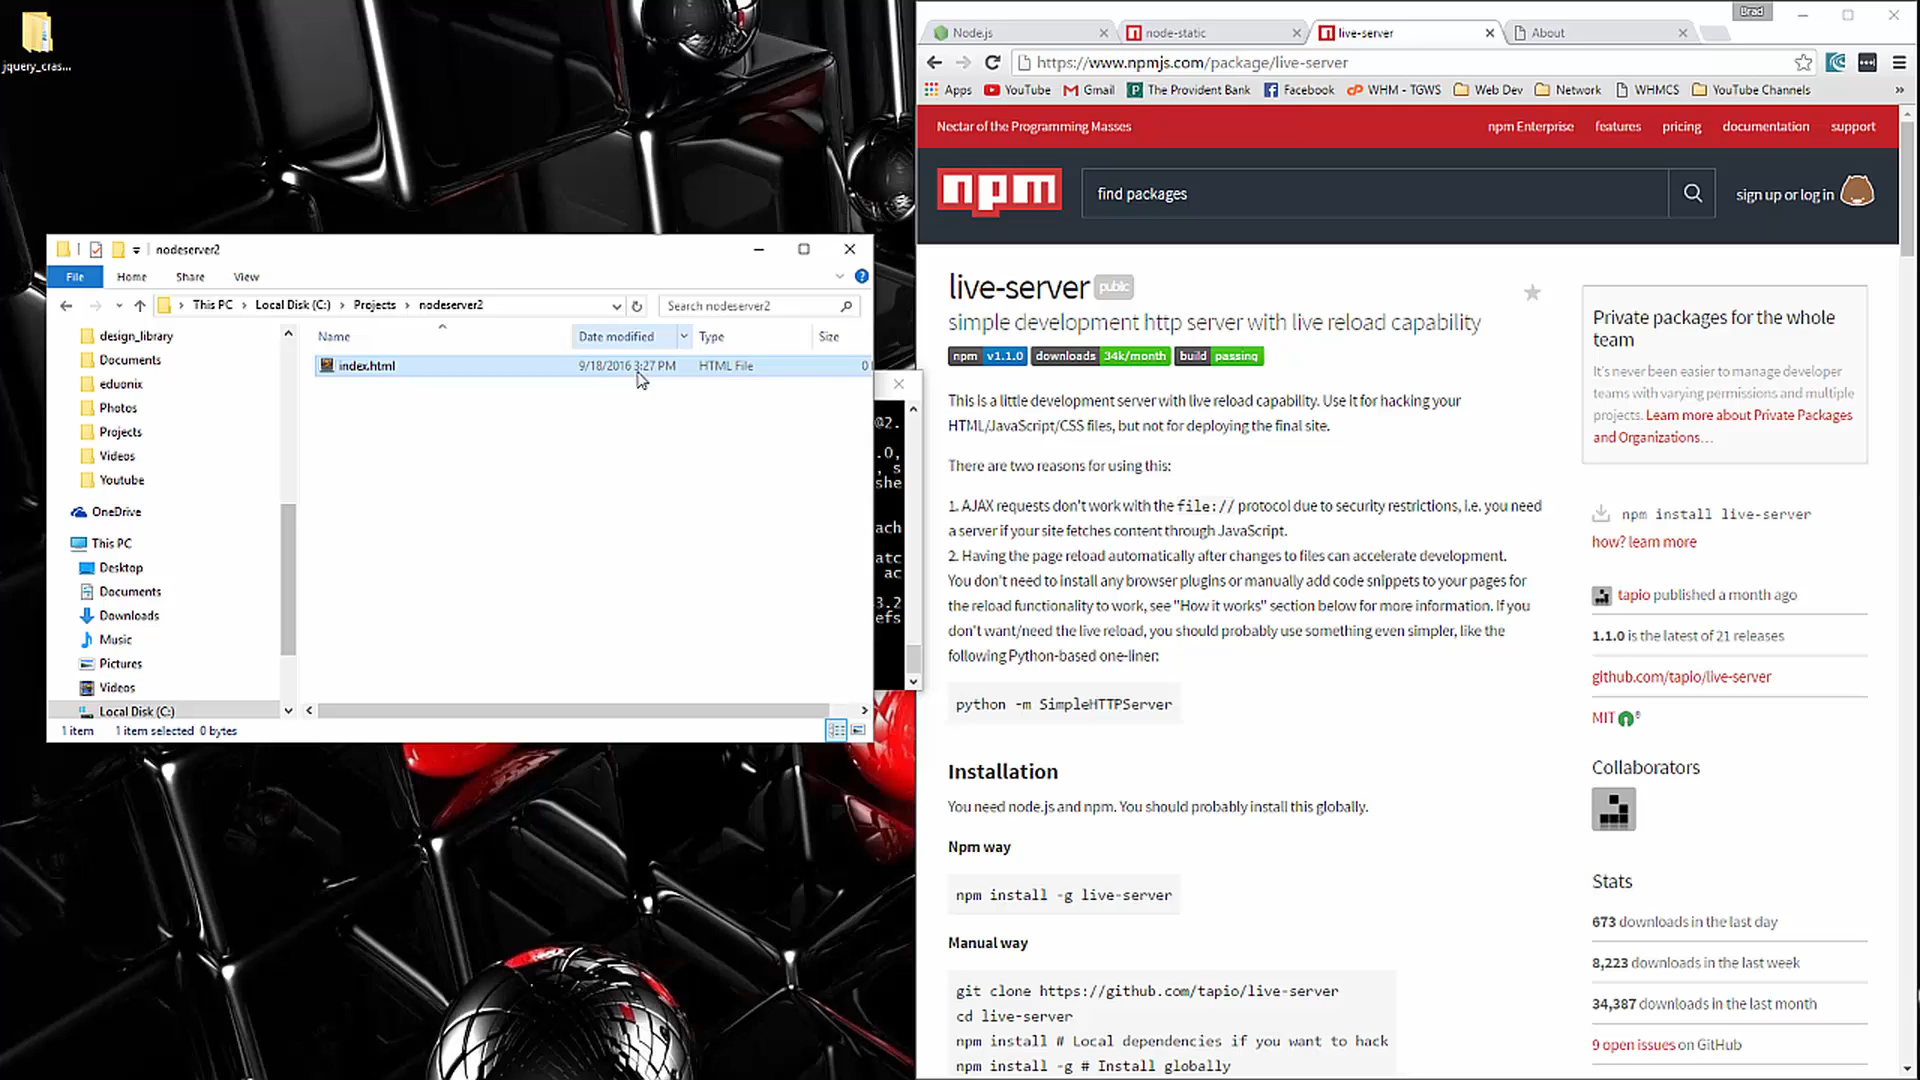 jquery_cras...
nodeserver2
File
Home
Share
View
This PC
Local Disk (C:)
Projects
nodeserver2
Search nodeserver2
design_library
Documents
eduonix
Photos
Projects
Videos
Youtube
OneDrive
This PC
Desktop
Documents
Downloads
Music
Pictures
Videos
Local Disk (C:)
Name
Date modified
Type
Size
index.html
9/18/2016 3:27 PM
HTML File
0
1 item
1 item selected 0 bytes
@2.
.0,
, s
she
ach
atc
ac
3.2
efs
Brad
Node.js
node-static
live-server
About
https://www.npmjs.com/package/live-server
Apps
YouTube
Gmail
The Provident Bank
Facebook
WHM - TGWS
Web Dev
Network
WHMCS
YouTube Channels
»
Nectar of the Programming Masses
npm Enterprise
features
pricing
documentation
support
npm
find packages
sign up or log in
live-server public
simple development http server with live reload capability
npm v1.1.0 downloads 34k/month build passing
This is a little development server with live reload capability. Use it for hacking your
HTML/JavaScript/CSS files, but not for deploying the final site.
There are two reasons for using this:
1. AJAX requests don't work with the file:// protocol due to security restrictions, i.e. you need
a server if your site fetches content through JavaScript.
2. Having the page reload automatically after changes to files can accelerate development.
You don't need to install any browser plugins or manually add code snippets to your pages for
the reload functionality to work, see "How it works" section below for more information. If you
don't want/need the live reload, you should probably use something even simpler, like the
following Python-based one-liner:
python -m SimpleHTTPServer
Installation
You need node.js and npm. You should probably install this globally.
Npm way
npm install -g live-server
Manual way
git clone https://github.com/tapio/live-server
cd live-server
npm install # Local dependencies if you want to hack
npm install -g # Install globally
Private packages for the whole
team
It's never been easier to manage developer
teams with varying permissions and multiple
projects. Learn more about Private Packages
and Organizations…
npm install live-server
how? learn more
tapio published a month ago
1.1.0 is the latest of 21 releases
github.com/tapio/live-server
MIT
Collaborators
Stats
673 downloads in the last day
8,223 downloads in the last week
34,387 downloads in the last month
9 open issues on GitHub